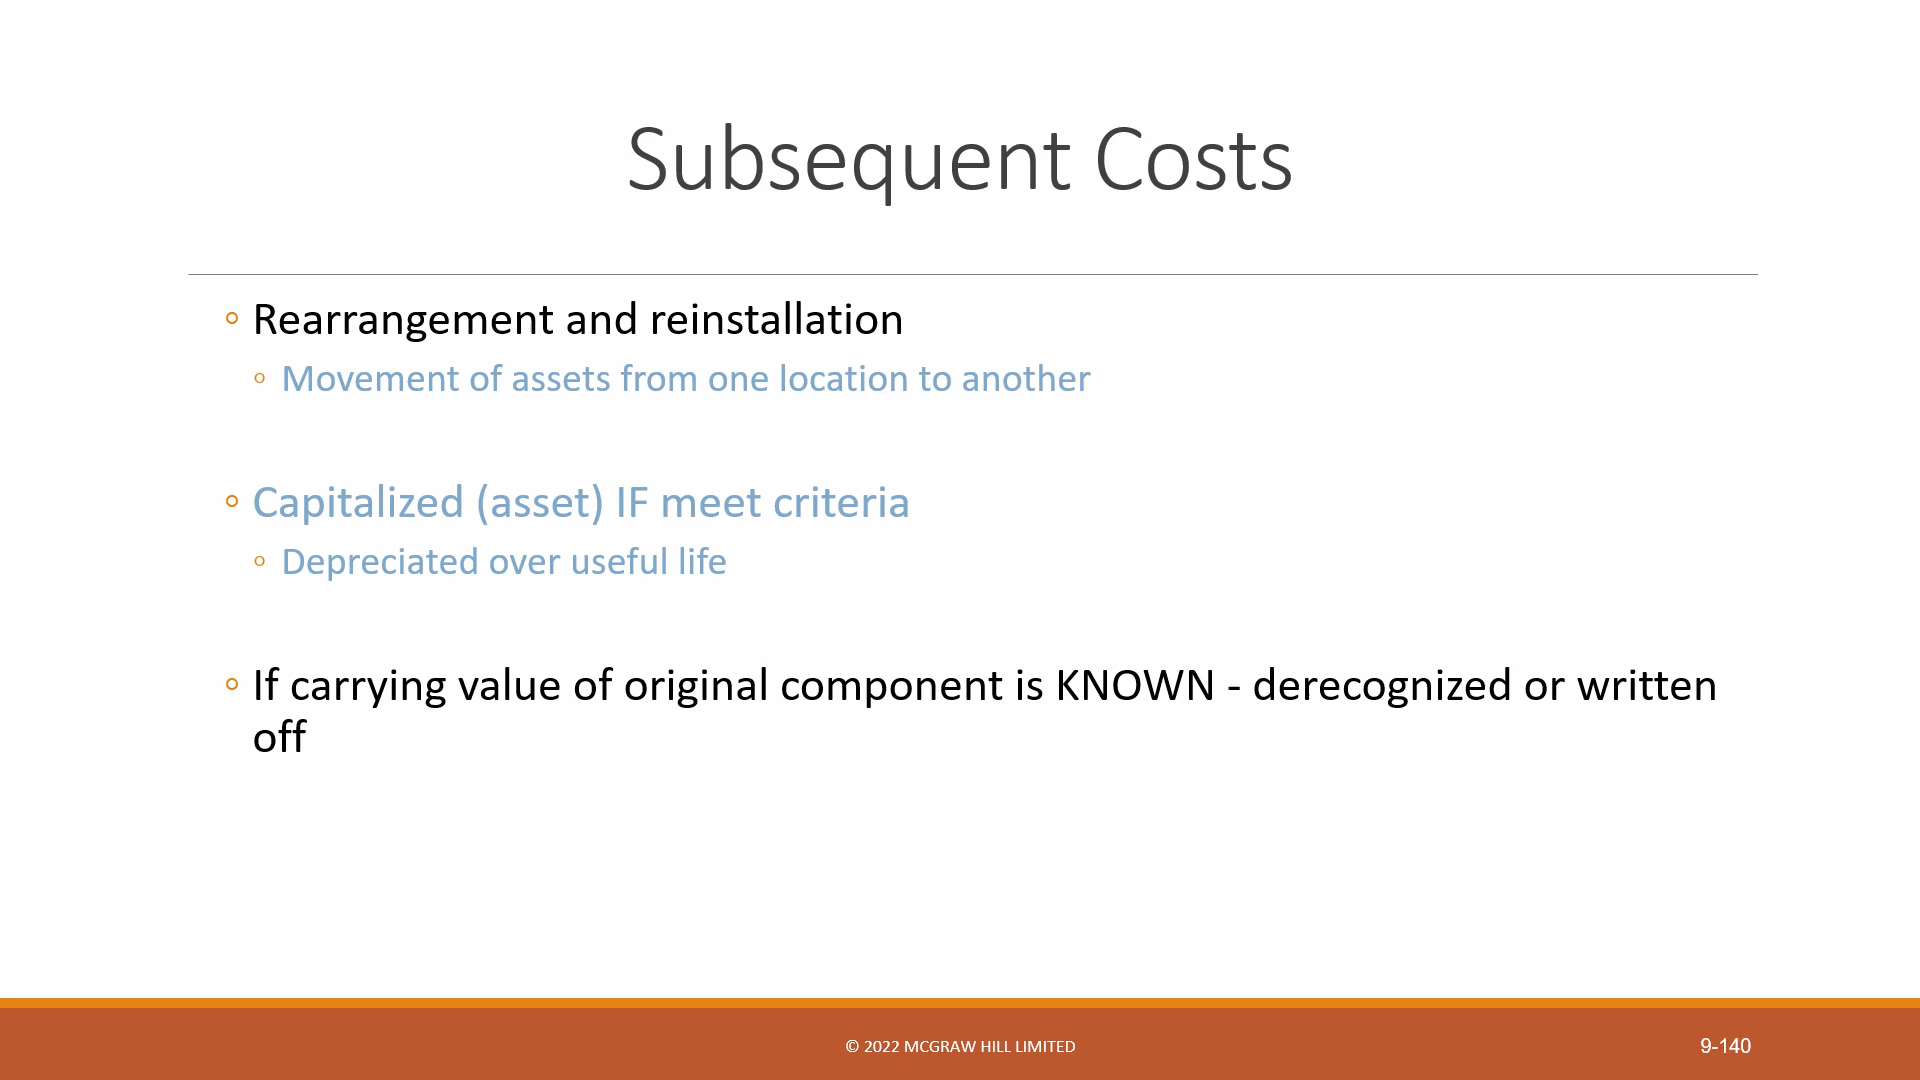 Subsequent Costs
Rearrangement and reinstallation
Movement of assets from one location to another
Capitalized (asset) IF meet criteria
Depreciated over useful life
If carrying value of original component is KNOWN - derecognized or written
off
© 2022 MCGRAW HILL LIMITED
9-140